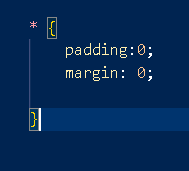 * {
padding:0;
margin: 0;
}